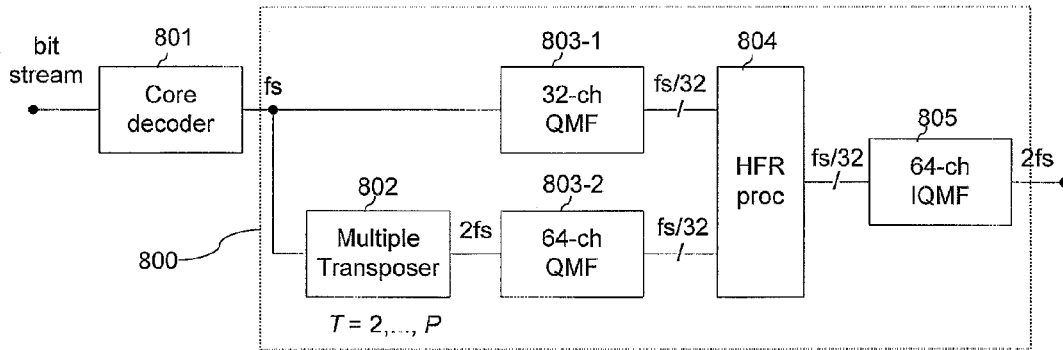 bit
stream
801
Core
decoder
fs
803-1
32-ch
QMF
fs/32
804
HFR
proc
fs/32
805
64-ch
IQMF
2fs
802
Multiple
Transposer
2fs
803-2
64-ch
QMF
fs/32
800
T = 2,..., P